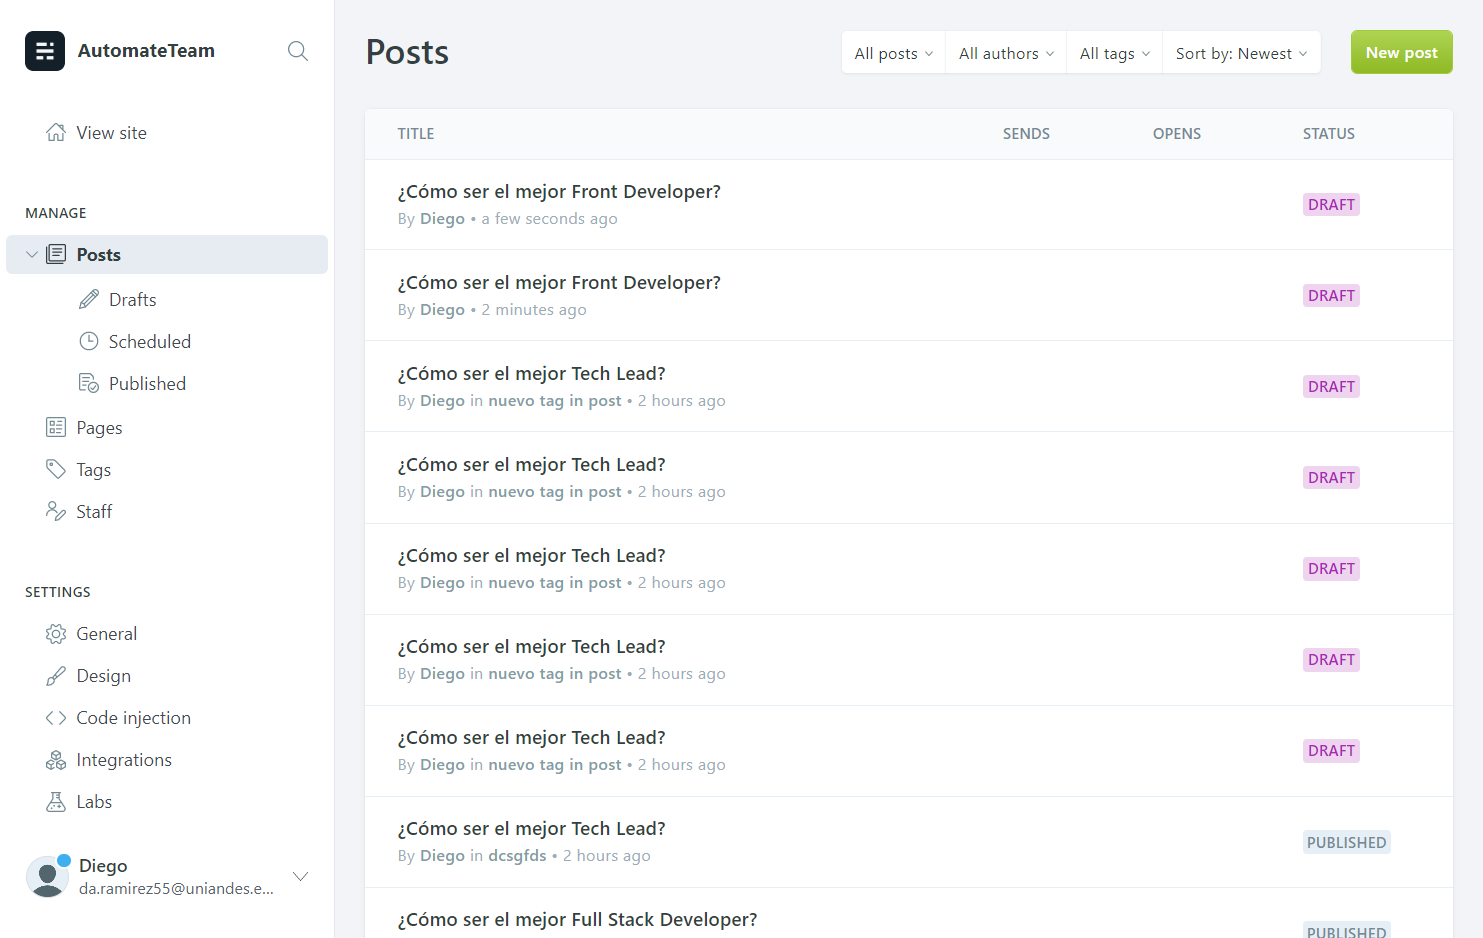 AutomateTeam
View site
MANAGE
Posts
Drafts
Scheduled
Published
Pages
Tags
Staff
SETTINGS
General
Design
Code injection
Integrations
Labs
Diego
da.ramirez55@uniandes.e...
Posts
All posts
All authors
All tags
Sort by: Newest
New post
TITLE SENDS OPENS STATUS
¿Cómo ser el mejor Front Developer?
By Diego • a few seconds ago
DRAFT
¿Cómo ser el mejor Front Developer?
By Diego • 2 minutes ago
DRAFT
¿Cómo ser el mejor Tech Lead?
By Diego in nuevo tag in post • 2 hours ago
DRAFT
¿Cómo ser el mejor Tech Lead?
By Diego in nuevo tag in post • 2 hours ago
DRAFT
¿Cómo ser el mejor Tech Lead?
By Diego in nuevo tag in post • 2 hours ago
DRAFT
¿Cómo ser el mejor Tech Lead?
By Diego in nuevo tag in post • 2 hours ago
DRAFT
¿Cómo ser el mejor Tech Lead?
By Diego in nuevo tag in post • 2 hours ago
DRAFT
¿Cómo ser el mejor Tech Lead?
By Diego in dcsgfds • 2 hours ago
PUBLISHED
¿Cómo ser el mejor Full Stack Developer?
PUBLISHED